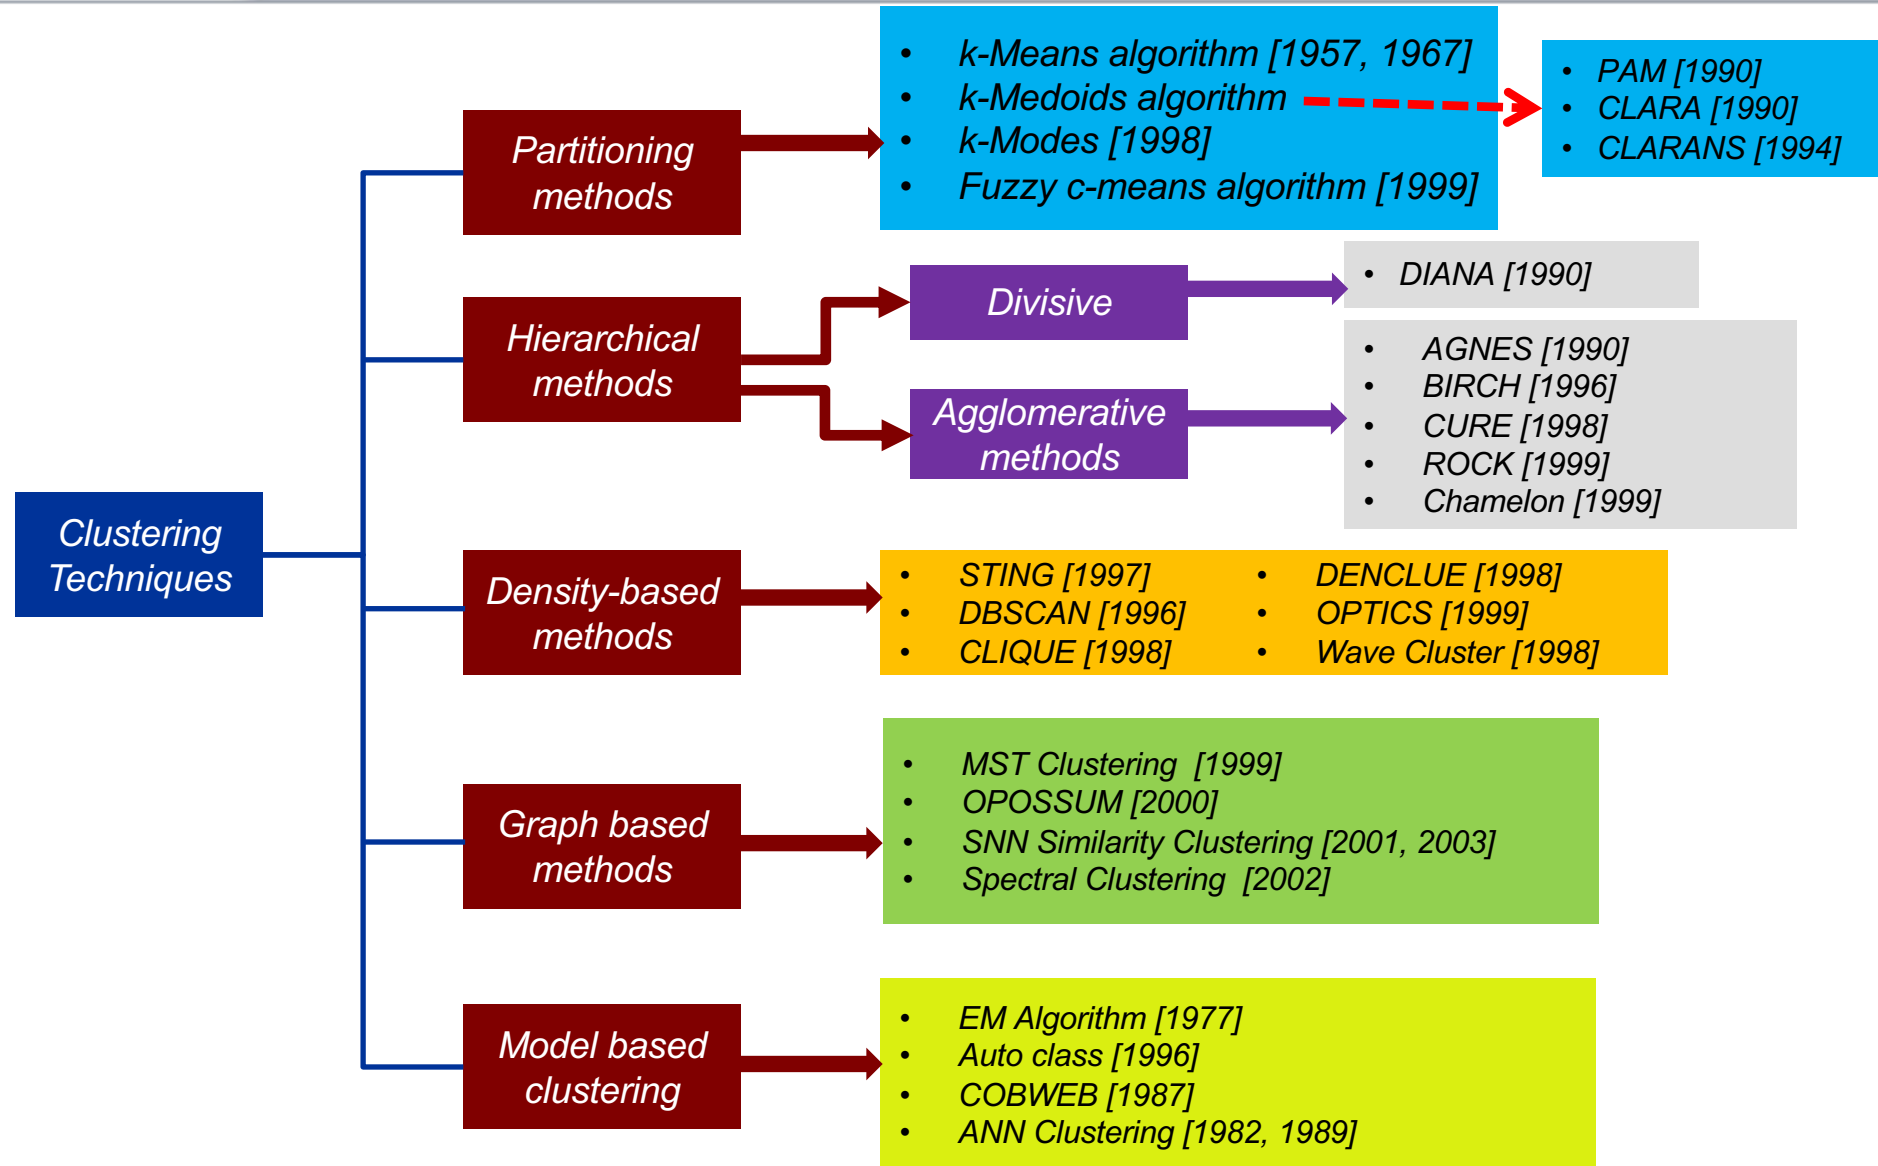 Clustering
Techniques
Partitioning
methods
• k-Means algorithm [1957, 1967]
• k-Medoids algorithm
• k-Modes [1998]
• Fuzzy c-means algorithm [1999]
• PAM [1990]
• CLARA [1990]
• CLARANS [1994]
Hierarchical
methods
Divisive
• DIANA [1990]
Agglomerative
methods
• AGNES [1990]
• BIRCH [1996]
• CURE [1998]
• ROCK [1999]
• Chamelon [1999]
Density-based
methods
• STING [1997]
• DBSCAN [1996]
• CLIQUE [1998]
• DENCLUE [1998]
• OPTICS [1999]
• Wave Cluster [1998]
Graph based
methods
• MST Clustering [1999]
• OPOSSUM [2000]
• SNN Similarity Clustering [2001, 2003]
• Spectral Clustering [2002]
Model based
clustering
• EM Algorithm [1977]
• Auto class [1996]
• COBWEB [1987]
• ANN Clustering [1982, 1989]